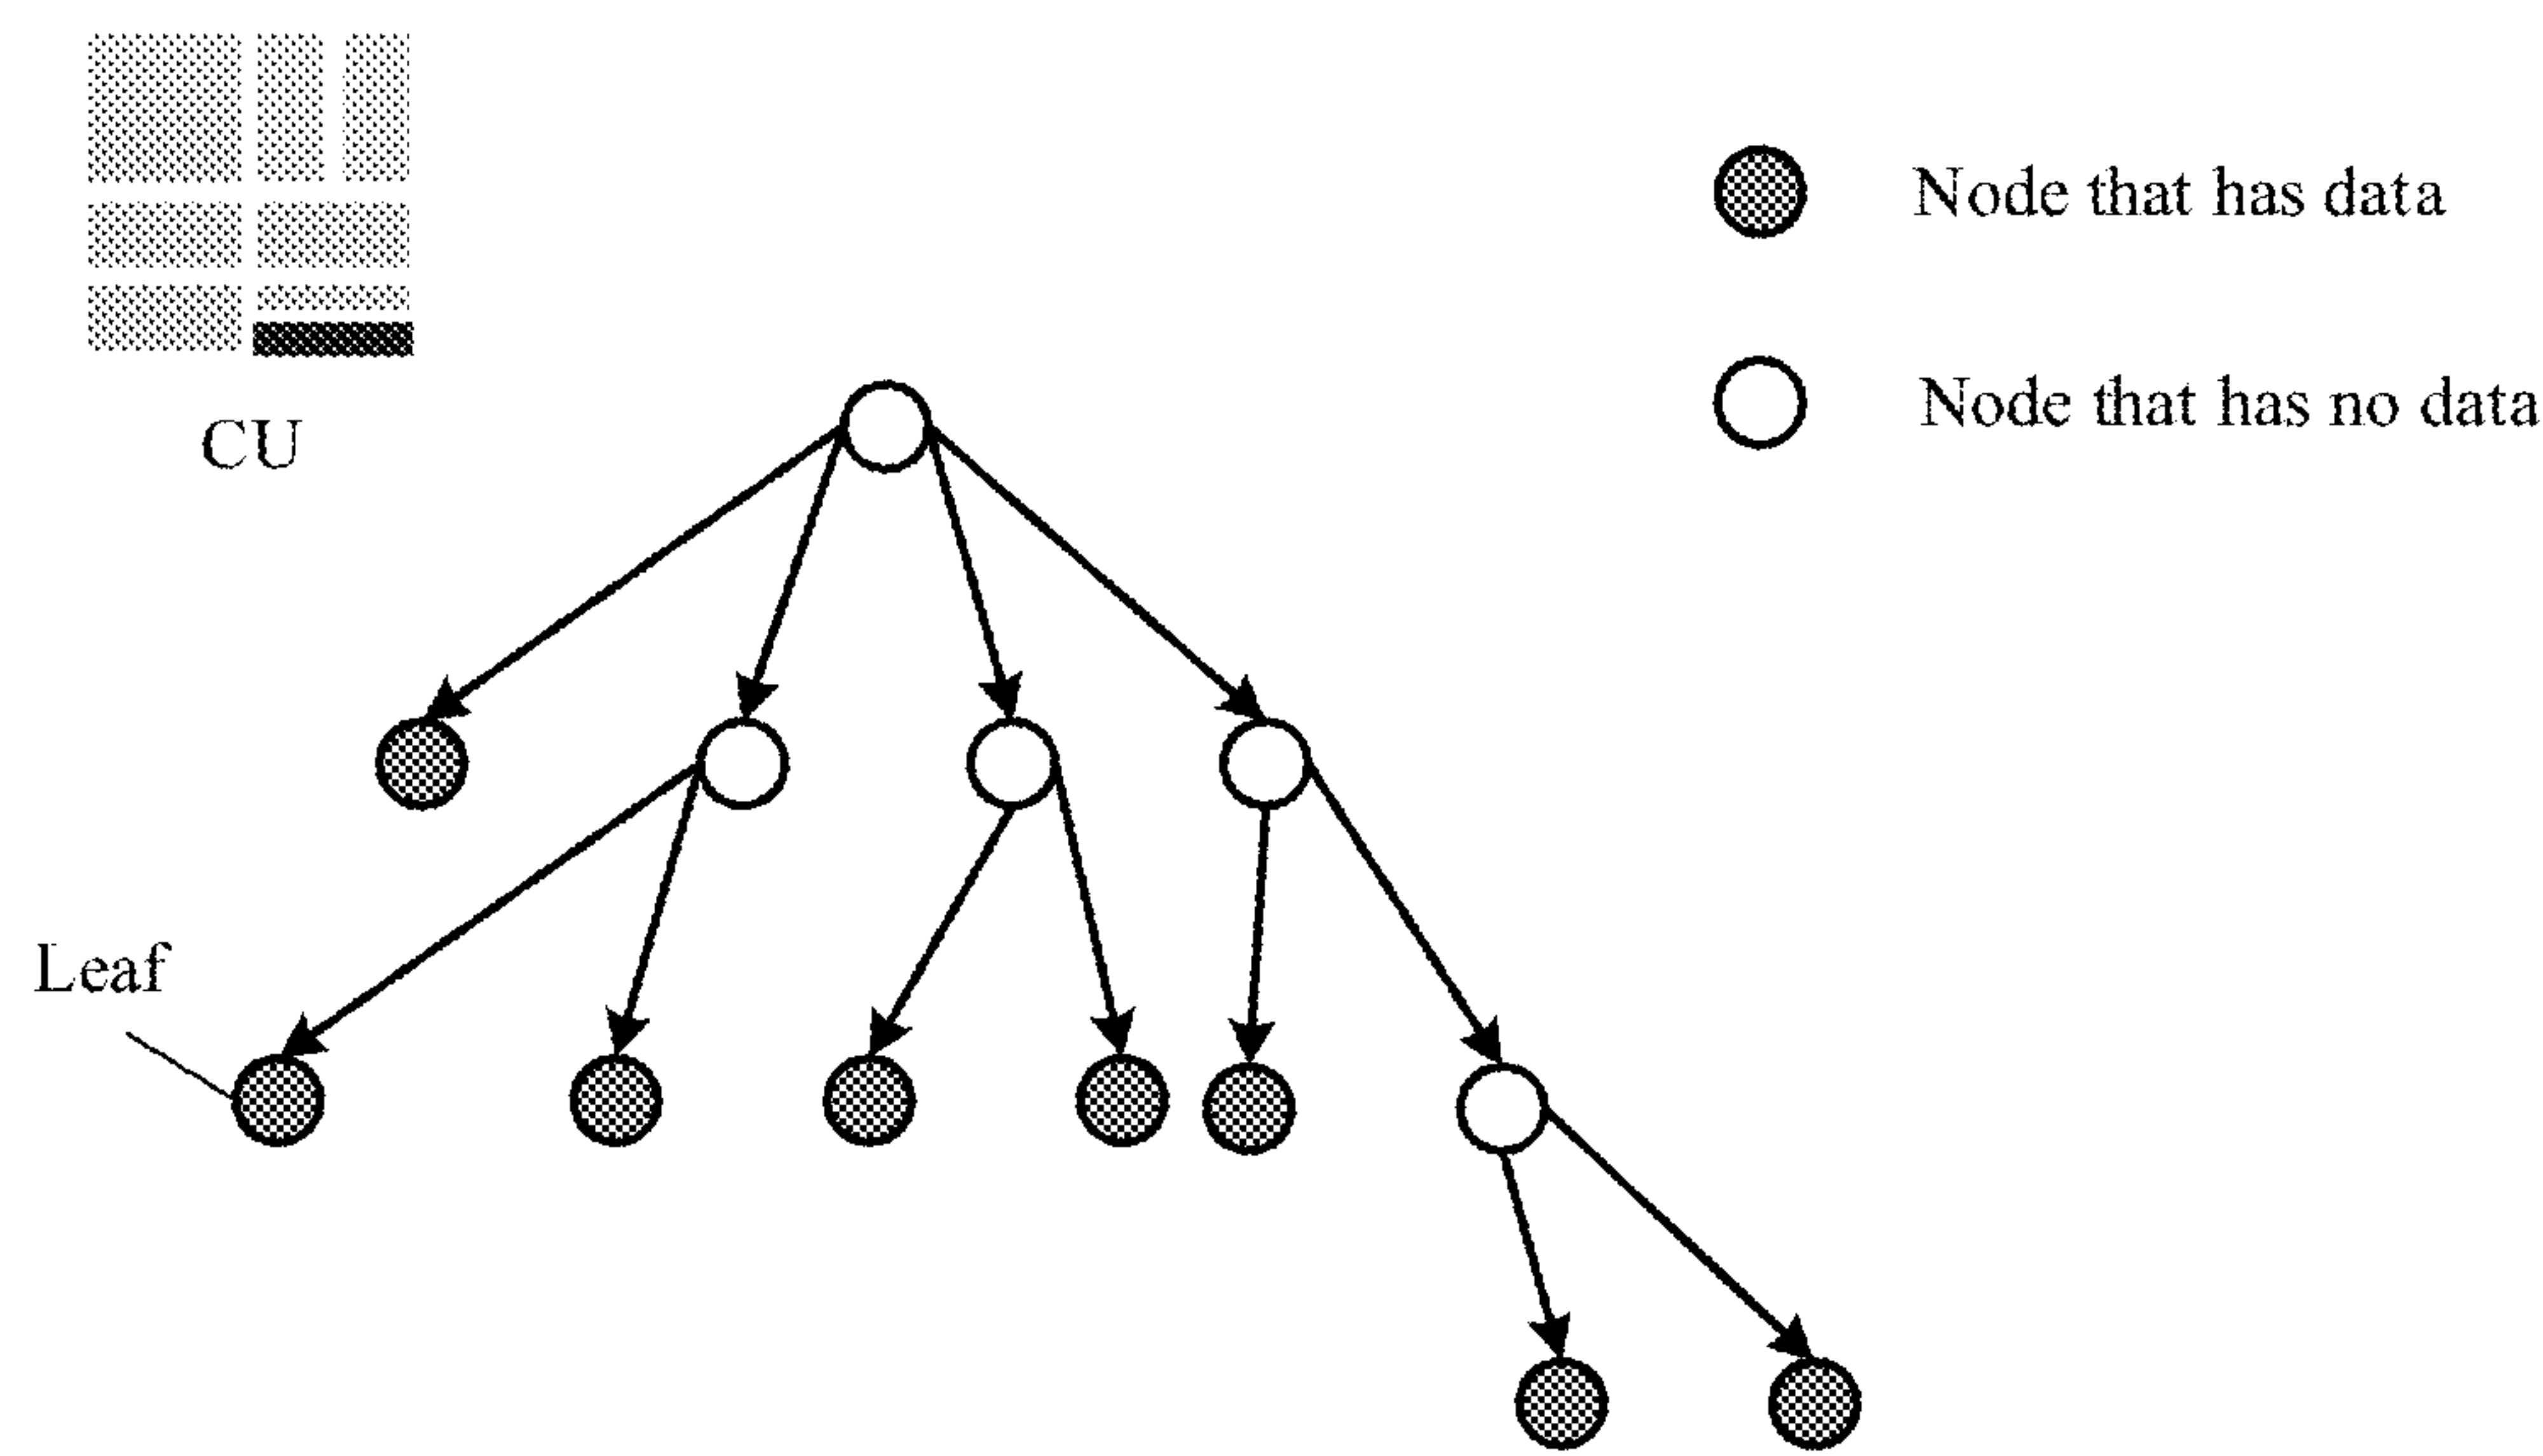 Node that has data
Node that has no data
CU
Leaf